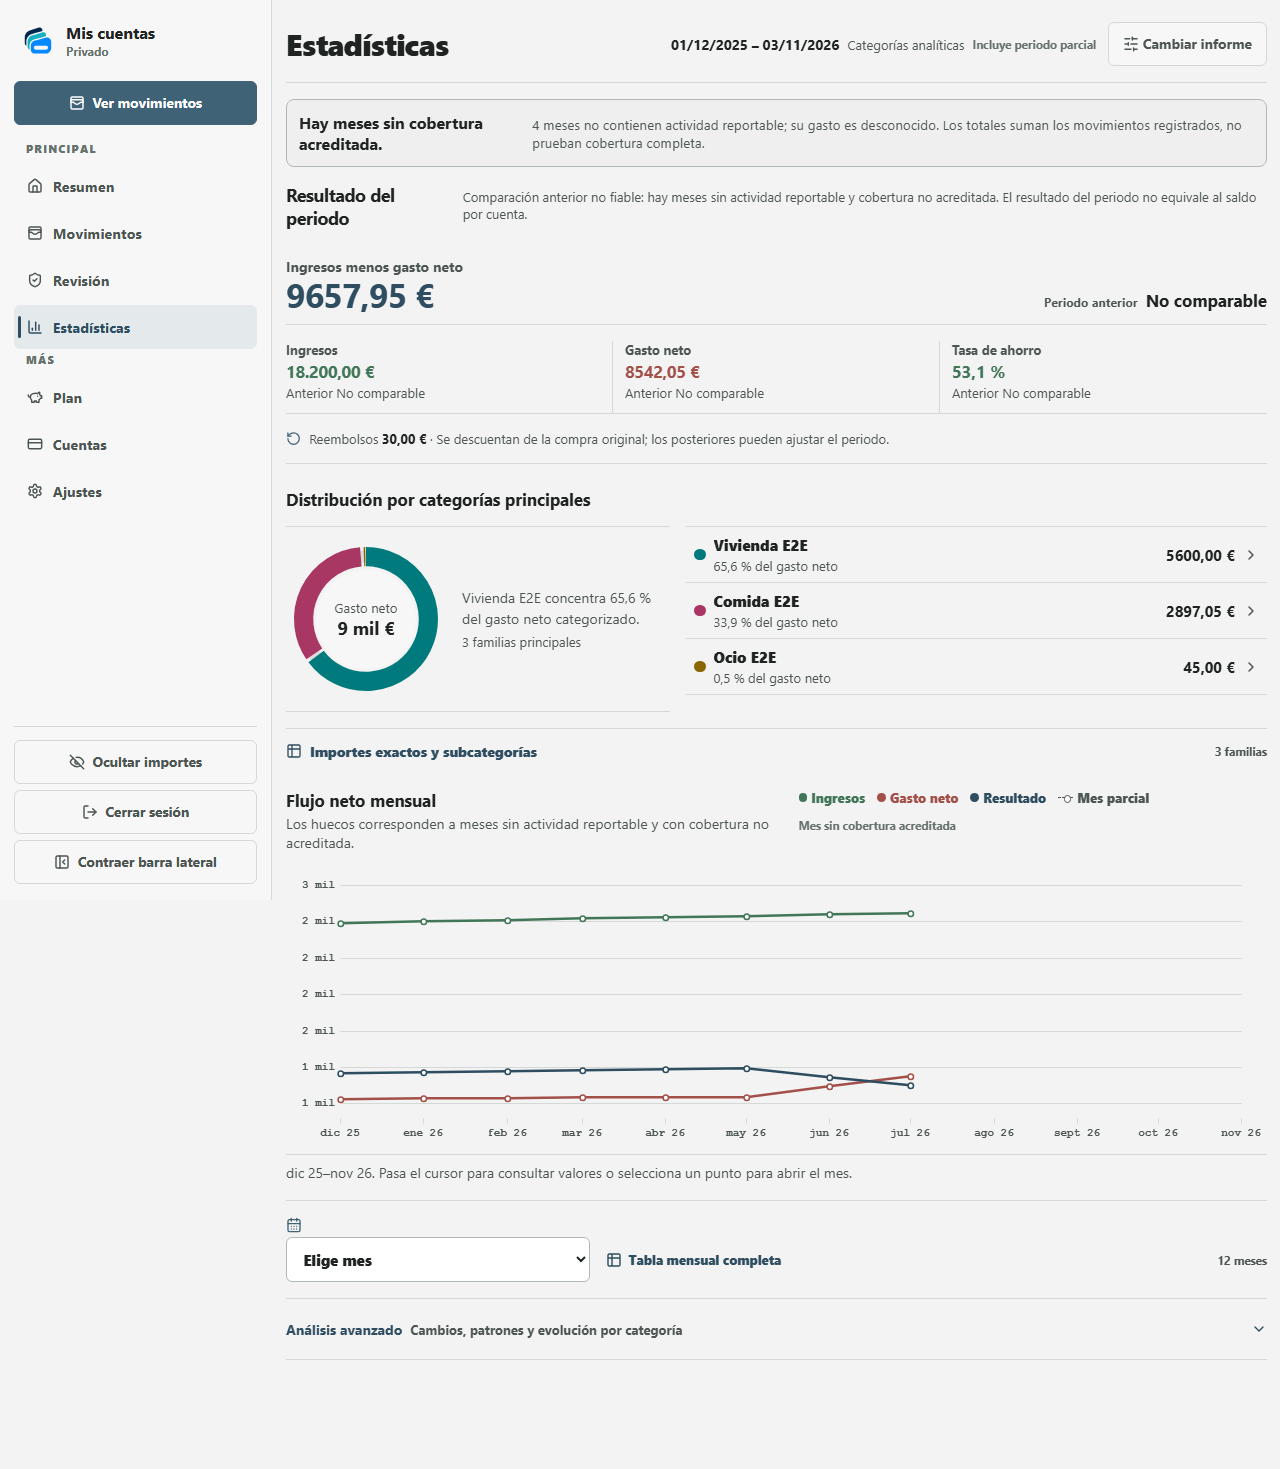 Mis cuentas
Privado
Ver movimientos
PRINCIPAL
Resumen
Movimientos
Revisión
Estadísticas
MÁS
Plan
Cuentas
Ajustes
Ocultar importes
Cerrar sesión
Contraer barra lateral
Estadísticas
01/12/2025 – 03/11/2026 Categorías analíticas Incluye periodo parcial
Cambiar informe
Hay meses sin cobertura
acreditada.
4 meses no contienen actividad reportable; su gasto es desconocido. Los totales suman los movimientos registrados, no
prueban cobertura completa.
Resultado del
periodo
Comparación anterior no fiable: hay meses sin actividad reportable y cobertura no acreditada. El resultado del periodo no equivale al saldo
por cuenta.
Ingresos menos gasto neto
9657,95 €
Periodo anterior No comparable
Ingresos
18.200,00 €
Anterior No comparable
Gasto neto
8542,05 €
Anterior No comparable
Tasa de ahorro
53,1 %
Anterior No comparable
Reembolsos 30,00 € · Se descuentan de la compra original; los posteriores pueden ajustar el periodo.
Distribución por categorías principales
Gasto neto
9 mil €
Vivienda E2E concentra 65,6 %
del gasto neto categorizado.
3 familias principales
Vivienda E2E
65,6 % del gasto neto
5600,00 €
Comida E2E
33,9 % del gasto neto
2897,05 €
Ocio E2E
0,5 % del gasto neto
45,00 €
Importes exactos y subcategorías
3 familias
Flujo neto mensual
Los huecos corresponden a meses sin actividad reportable y con cobertura no
acreditada.
Ingresos Gasto neto Resultado Mes parcial
Mes sin cobertura acreditada
3 mil
2 mil
2 mil
2 mil
2 mil
1 mil
1 mil
dic 25 ene 26 feb 26 mar 26 abr 26 may 26 jun 26 jul 26 ago 26 sept 26 oct 26 nov 26
dic 25–nov 26. Pasa el cursor para consultar valores o selecciona un punto para abrir el mes.
Elige mes
Tabla mensual completa
12 meses
Análisis avanzado Cambios, patrones y evolución por categoría